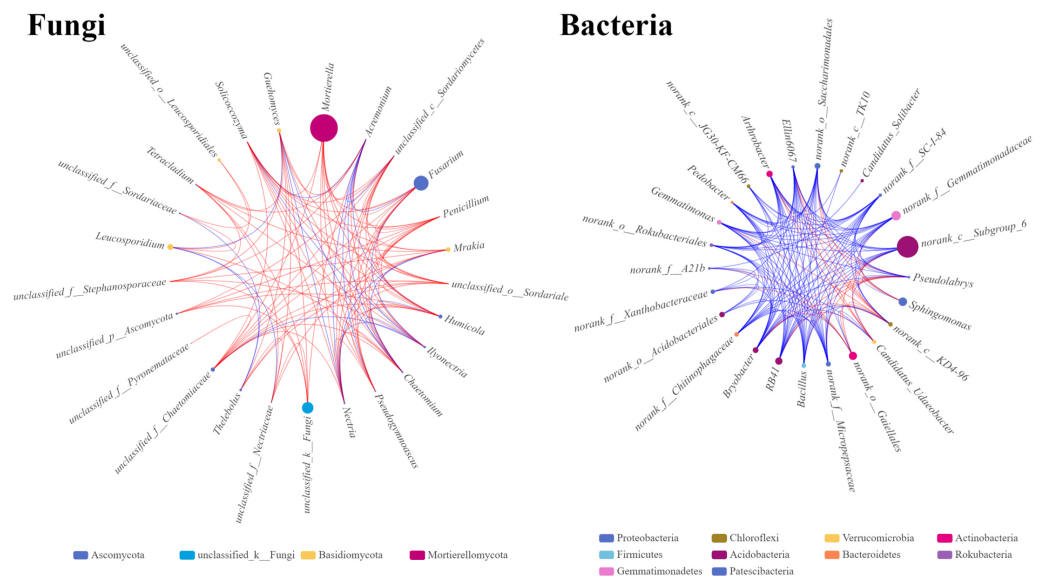 Fungi
Mortierella
Acremonium
unclassified_c__Sordariomycetes
Fusarium
Penicillium
Mrakia
unclassified_o__Sordariale
Humicola
Ilyonectria
Chaetomium
Pseudogymnoascus
Nectria
unclassified_k__Fungi
unclassified_f__Nectriaceae
Thelebolus
unclassified_f__Chaetomiaceae
unclassified_f__Pyronemataceae
unclassified_p__Ascomycota
unclassified_f__Stephanosporaceae
Leucosporidium
unclassified_f__Sordariaceae
Tetracladium
unclassified_o__Leucosporidiales
Solicoccozyma
Guehomyces
Ascomycota
unclassified_k__Fungi
Basidiomycota
Mortierellomycota
Bacteria
norank_o__Saccharimonadales
norank_c__TK10
Candidatus_Solibacter
norank_f__SC-I-84
norank_f__Gemmatimonadaceae
norank_c__Subgroup_6
Pseudolabrys
Sphingomonas
norank_c__KD4-96
Candidatus_Udaeobacter
norank_o__Gaiellales
norank_f__Micropepsaceae
Bacillus
RB41
Bryobacter
norank_f__Chitinophagaceae
norank_o__Acidobacteriales
norank_f__Xanthobacteraceae
norank_f__A21b
norank_o__Rokubacteriales
Gemmatimonas
Pedobacter
norank_c__JG30-KF-CM66
Arthrobacter
Ellin6067
Proteobacteria
Chloroflexi
Verrucomicrobia
Actinobacteria
Firmicutes
Acidobacteria
Bacteroidetes
Rokubacteria
Gemmatimonadetes
Patescibacteria